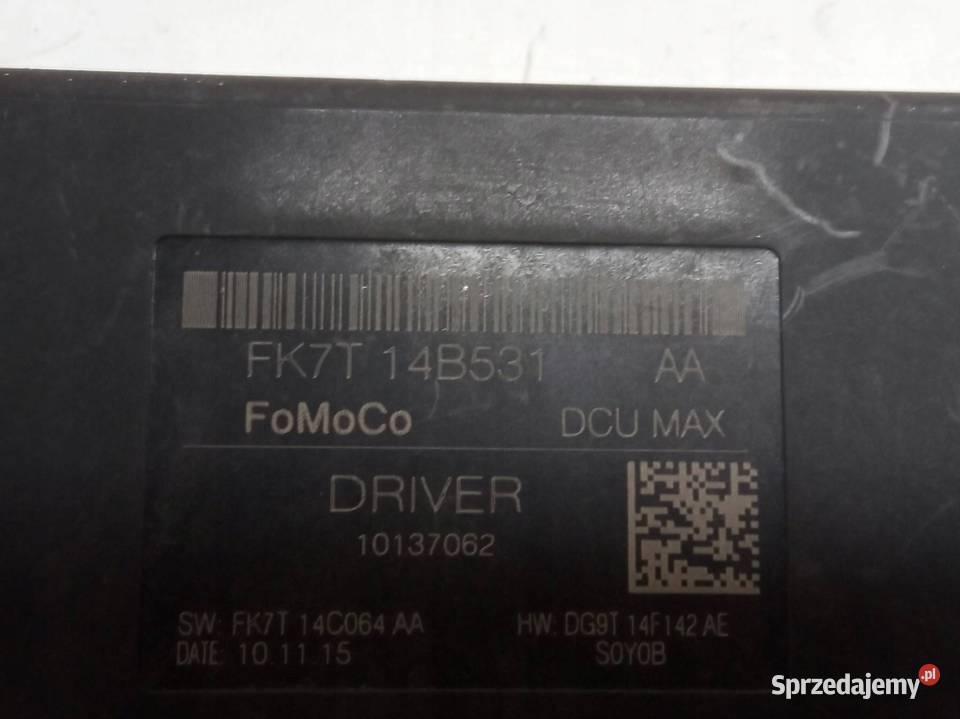 FK7T 14B531 AA
FoMoCo DCU MAX
DRIVER
10137062
SW: FK7T 14C064 AA HW: DG9T 14F142 AE
DATE: 10.11.15 S0Y0B
Sprzedajemy.pl